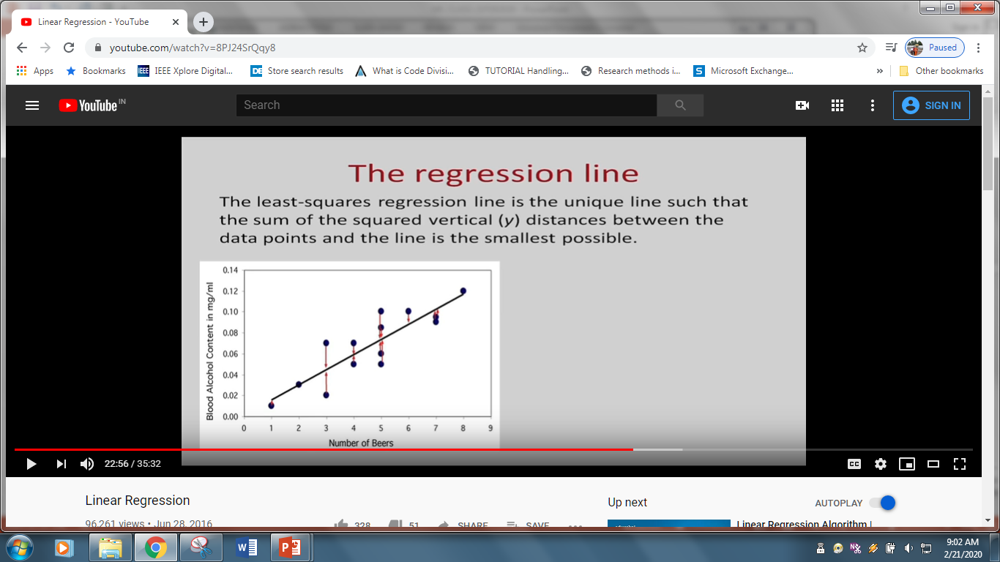 Linear Regression - YouTube
youtube.com/watch?v=8PJ24SrQqy8
Paused
Apps
Bookmarks
IEEE
IEEE Xplore Digital...
DE
Store search results
What is Code Divisi...
TUTORIAL Handling...
Research methods i...
S
Microsoft Exchange...
»
Other bookmarks
YouTube IN
Search
SIGN IN
The regression line
The least-squares regression line is the unique line such that
the sum of the squared vertical (y) distances between the
data points and the line is the smallest possible.
Blood Alcohol Content in mg/ml
0.14
0.12
0.10
0.08
0.06
0.04
0.02
0.00
0 1 2 3 4 5 6 7 8 9
Number of Beers
22:56 / 35:32
CC
Linear Regression
96,261 views • Jun 28, 2016
328
51
SHARE
SAVE
Up next
AUTOPLAY
Linear Regression Algorithm |
W
P
9:02 AM
2/21/2020